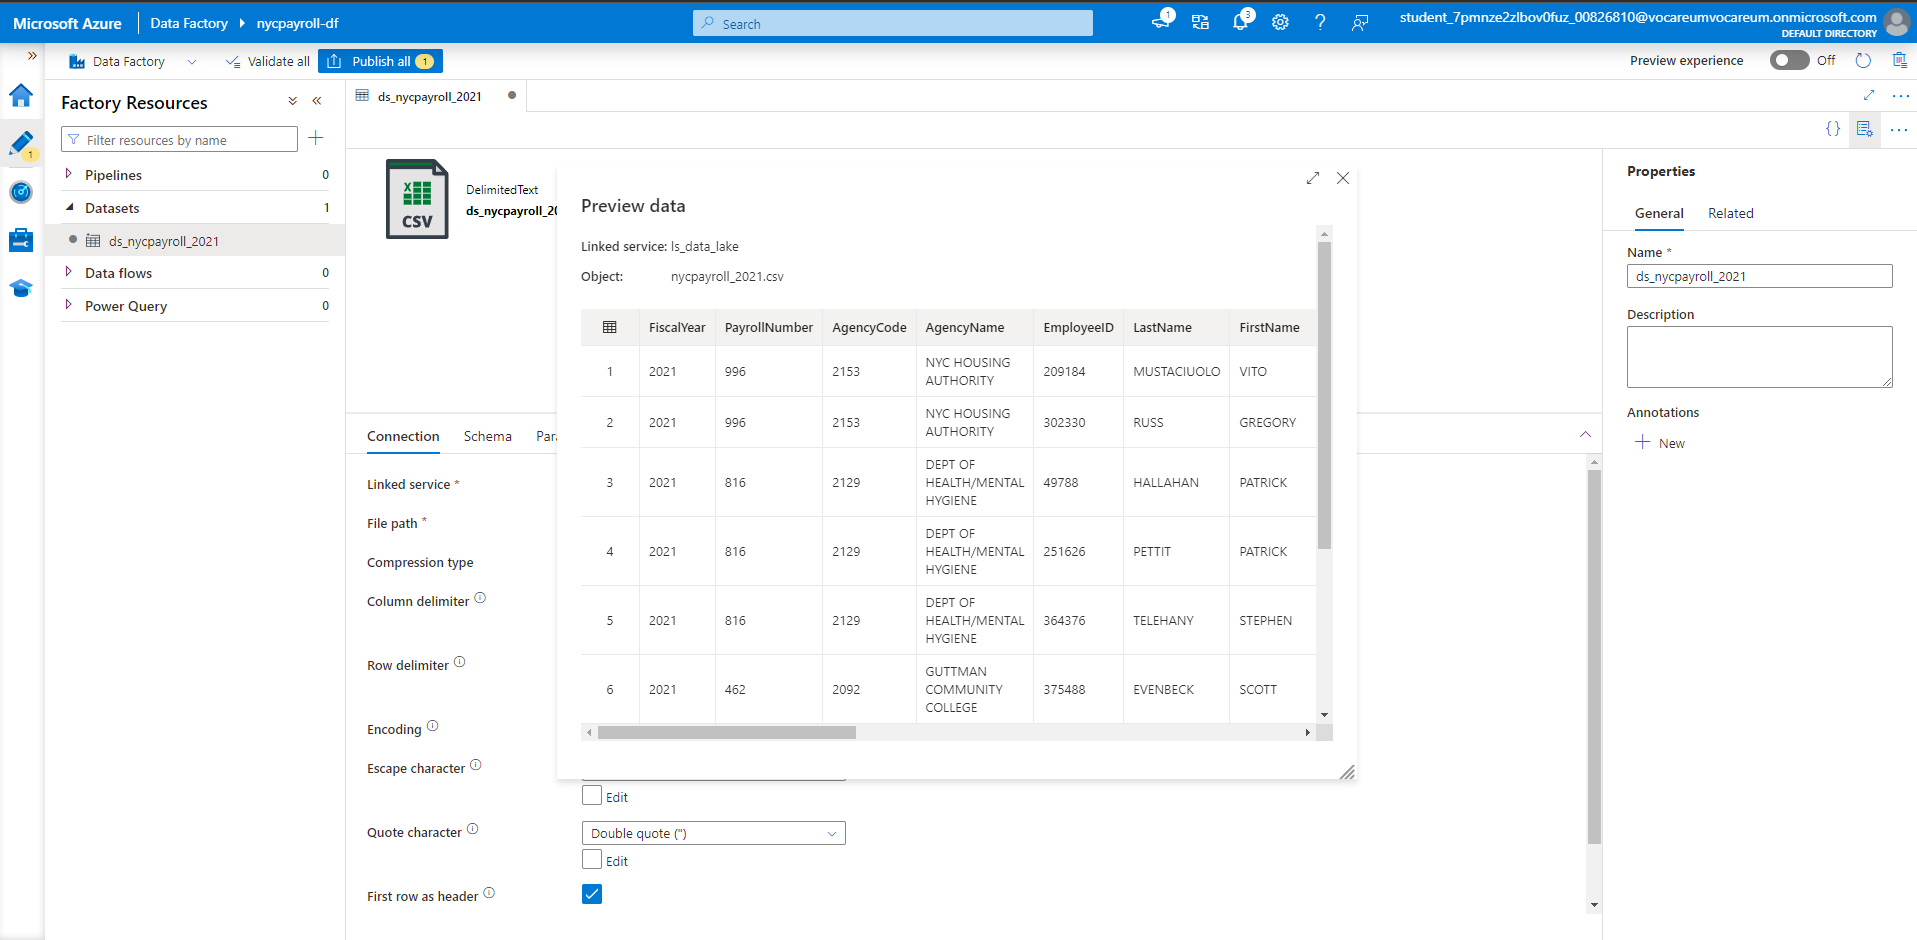 Microsoft Azure
Data Factory
nycpayroll-df
Search
1
3
student_7pmnze2zlbov0fuz_00826810@vocareumvocareum.onmicrosoft.com
DEFAULT DIRECTORY
Data Factory
Validate all
Publish all 1
Preview experience
Off
Factory Resources
Filter resources by name
1
Pipelines 0
Datasets 1
ds_nycpayroll_2021
Data flows 0
Power Query 0
ds_nycpayroll_2021
DelimitedText
ds_nycpayroll_20
CSV
Connection
Schema
Para
Linked service *
File path *
Compression type
Column delimiter
Row delimiter
Encoding
Escape character
Edit
Quote character
Double quote (")
Edit
First row as header
Preview data
Linked service: ls_data_lake
Object: nycpayroll_2021.csv
FiscalYear PayrollNumber AgencyCode AgencyName EmployeeID LastName FirstName
1 2021 996 2153 NYC HOUSING AUTHORITY 209184 MUSTACIUOLO VITO
2 2021 996 2153 NYC HOUSING AUTHORITY 302330 RUSS GREGORY
3 2021 816 2129 DEPT OF HEALTH/MENTAL HYGIENE 49788 HALLAHAN PATRICK
4 2021 816 2129 DEPT OF HEALTH/MENTAL HYGIENE 251626 PETTIT PATRICK
5 2021 816 2129 DEPT OF HEALTH/MENTAL HYGIENE 364376 TELEHANY STEPHEN
6 2021 462 2092 GUTTMAN COMMUNITY COLLEGE 375488 EVENBECK SCOTT
Properties
General
Related
Name *
ds_nycpayroll_2021
Description
Annotations
New